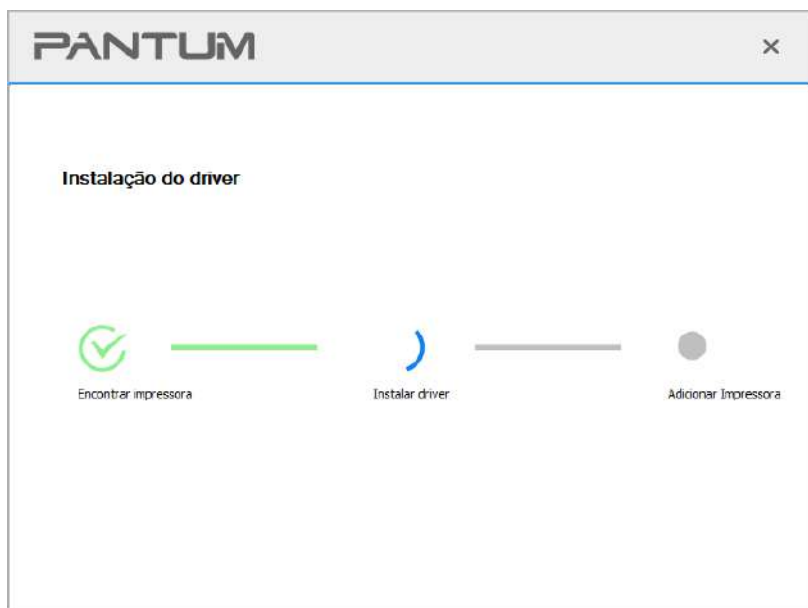 PANTUM
Instalação do driver
Encontrar impressora
Instalar driver
Adicionar Impressora